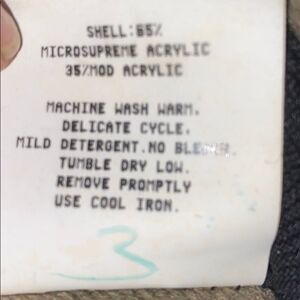 SHELL:65%
MICROSUPREME ACRYLIC
35%MOD ACRYLIC
MACHINE WASH WARM.
DELICATE CYCLE.
MILD DETERGENT.NO BLEACH.
TUMBLE DRY LOW.
REMOVE PROMPTLY
USE COOL IRON.
3